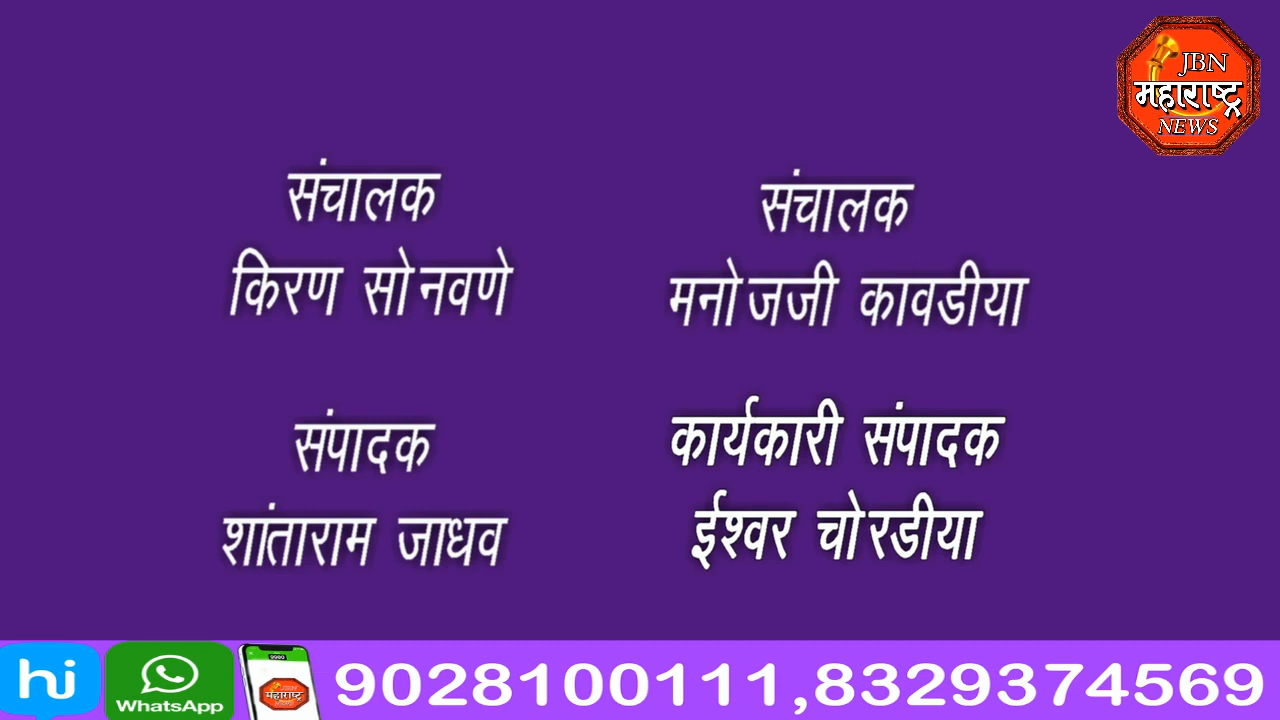 JBN
महाराष्ट्र
NEWS
संचालक
किरण सोनवणे
संचालक
मनोजजी कावडीया
संपादक
शांताराम जाधव
कार्यकारी संपादक
ईश्वर चोरडीया
hi
WhatsApp
महाराष्ट्र
9028100111,8329374569